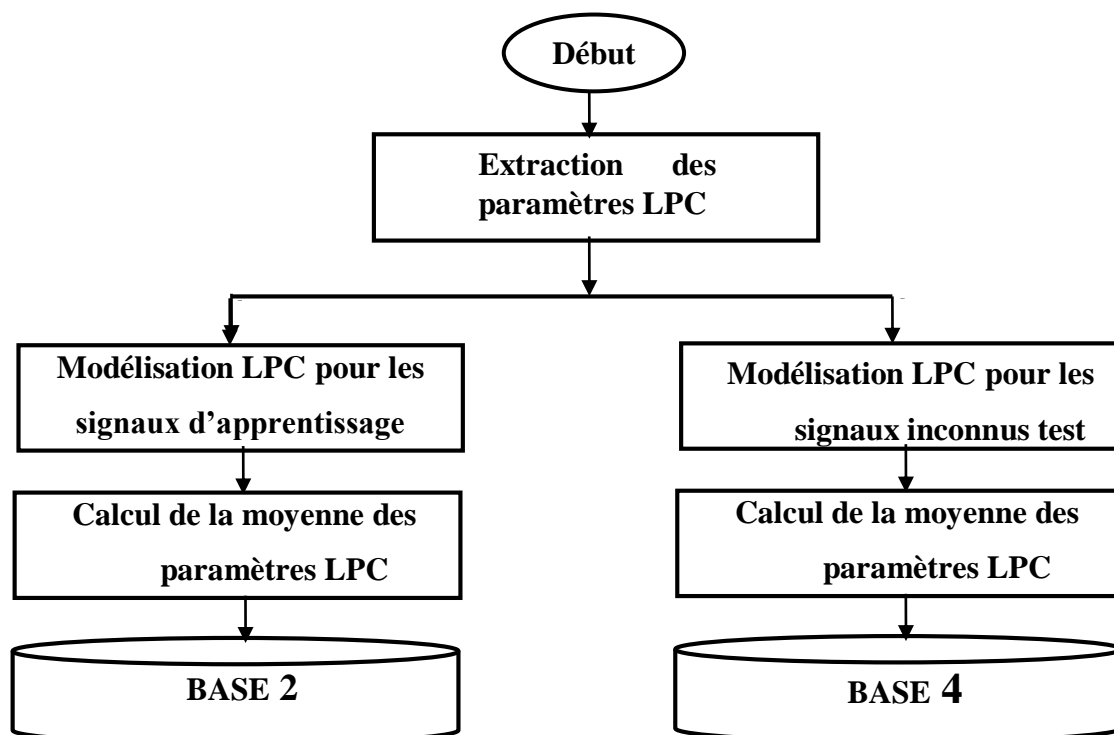 Début
Extraction des
paramètres LPC
Modélisation LPC pour les
signaux d'apprentissage
Modélisation LPC pour les
signaux inconnus test
Calcul de la moyenne des
paramètres LPC
Calcul de la moyenne des
paramètres LPC
BASE 2
BASE 4